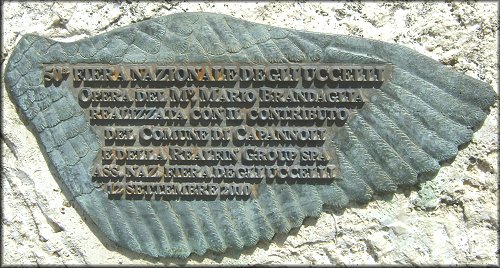 50ª FIERA NAZIONALE DEGLI UCCELLI
OPERA DEL Mº MARIO BRANDAGLIA
REALIZZATA CON IL CONTRIBUTO
DEL COMUNE DI CAPANNOLI
E DELLA REALFIN GROUP SPA
ASS. NAZ. FIERA DEGLI UCCELLI
12 SETTEMBRE 2010